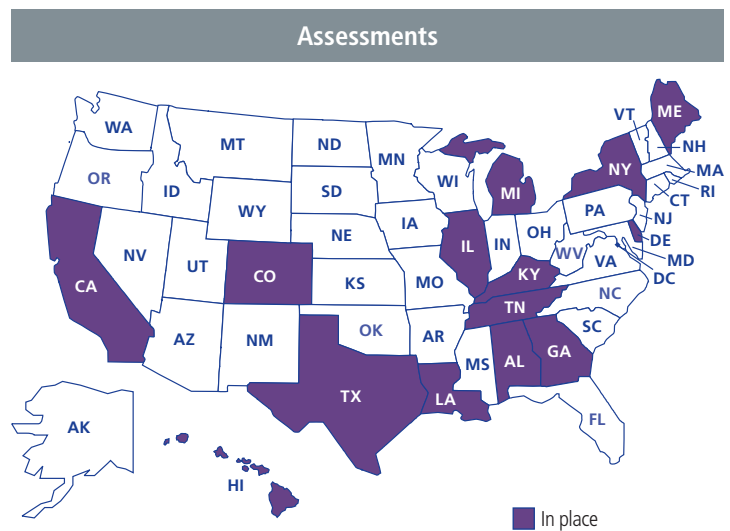 Assessments
WA
OR
ID
MT
ND
MN
SD
WY
NE
IA
WI
MI
NV
UT
CO
KS
MO
IL
IN
OH
PA
NY
VT
ME
NH
MA
RI
CT
NJ
DE
MD
DC
WV
VA
KY
TN
NC
SC
CA
AZ
NM
OK
AR
MS
AL
GA
LA
TX
FL
AK
HI
In place